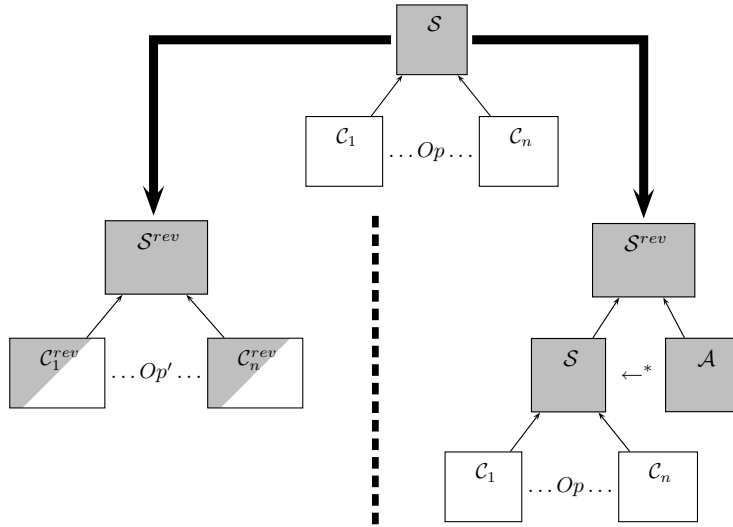 𝒮
𝒞₁ …Op… 𝒞ₙ
𝒮ʳᵉᵛ 𝒮ʳᵉᵛ
𝒞₁ʳᵉᵛ …Op′… 𝒞ₙʳᵉᵛ 𝒮 ←* 𝒜
𝒞₁ …Op… 𝒞ₙ